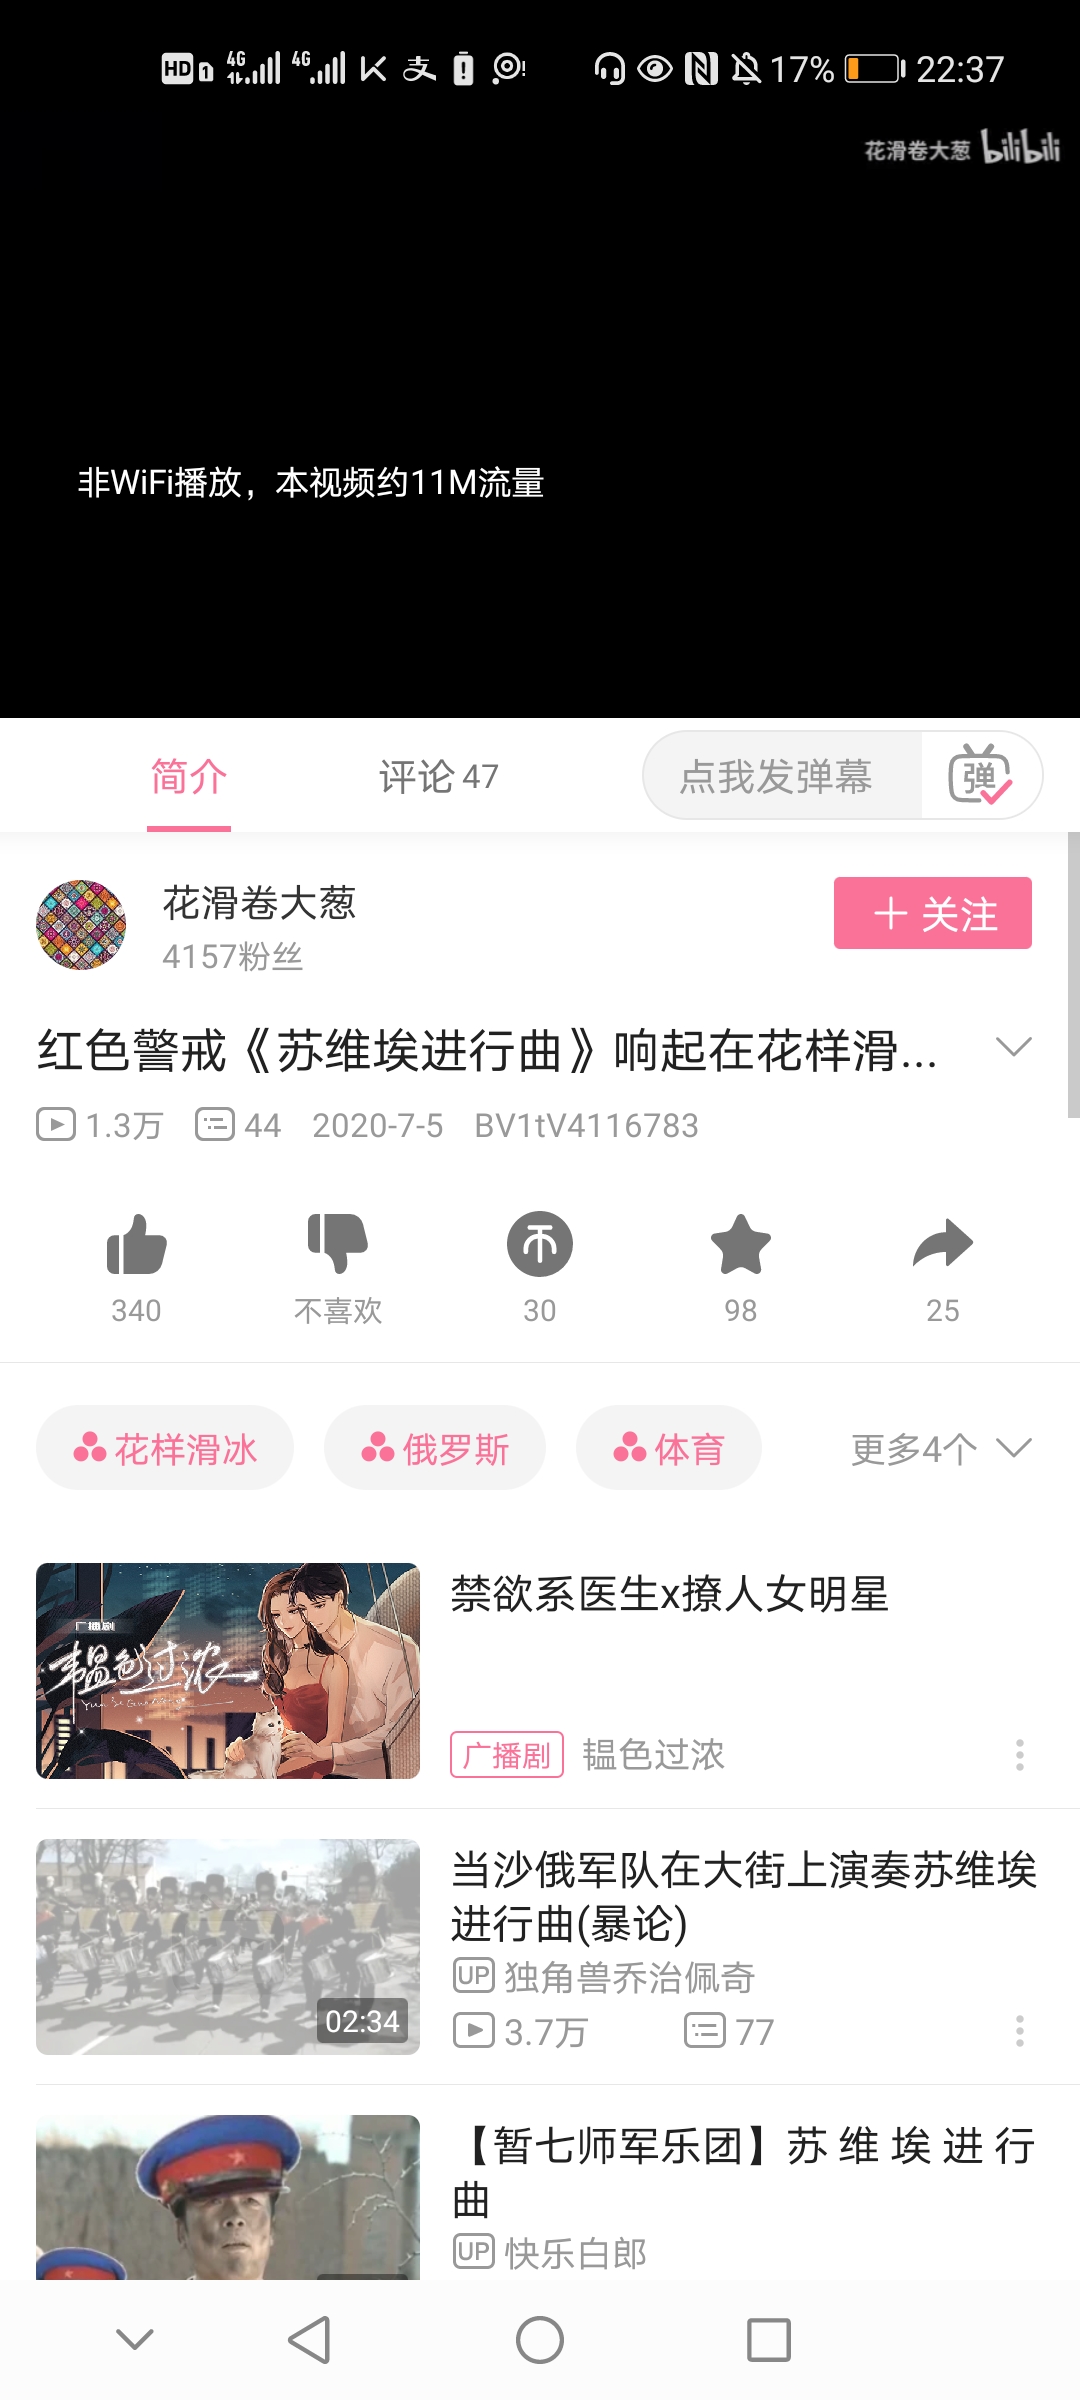 HD 1 4G 4G 支 17% 22:37
花滑卷大葱 bilibili
非WiFi播放，本视频约11M流量
简介 评论 47 点我发弹幕 弹
花滑卷大葱
4157粉丝
＋ 关注
红色警戒《苏维埃进行曲》响起在花样滑...
1.3万 44 2020-7-5 BV1tV4116783
340 不喜欢 30 98 25
花样滑冰 俄罗斯 体育 更多4个
广播剧
韫色过浓
禁欲系医生x撩人女明星
广播剧 韫色过浓
当沙俄军队在大街上演奏苏维埃
进行曲(暴论)
UP 独角兽乔治佩奇
02:34
3.7万 77
【暂七师军乐团】苏 维 埃 进 行
曲
UP 快乐白郎